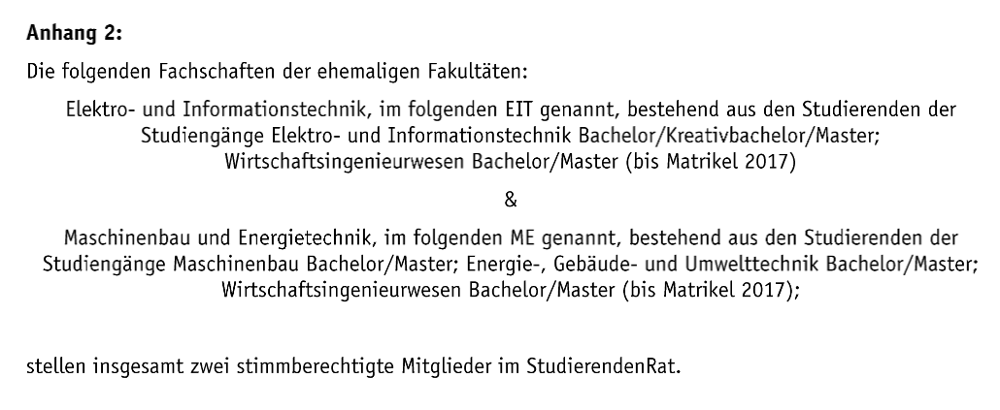 Anhang 2:
Die folgenden Fachschaften der ehemaligen Fakultäten:
Elektro- und Informationstechnik, im folgenden EIT genannt, bestehend aus den Studierenden der
Studiengänge Elektro- und Informationstechnik Bachelor/Kreativbachelor/Master;
Wirtschaftsingenieurwesen Bachelor/Master (bis Matrikel 2017)
&
Maschinenbau und Energietechnik, im folgenden ME genannt, bestehend aus den Studierenden der
Studiengänge Maschinenbau Bachelor/Master; Energie-, Gebäude- und Umwelttechnik Bachelor/Master;
Wirtschaftsingenieurwesen Bachelor/Master (bis Matrikel 2017);
stellen insgesamt zwei stimmberechtigte Mitglieder im StudierendenRat.